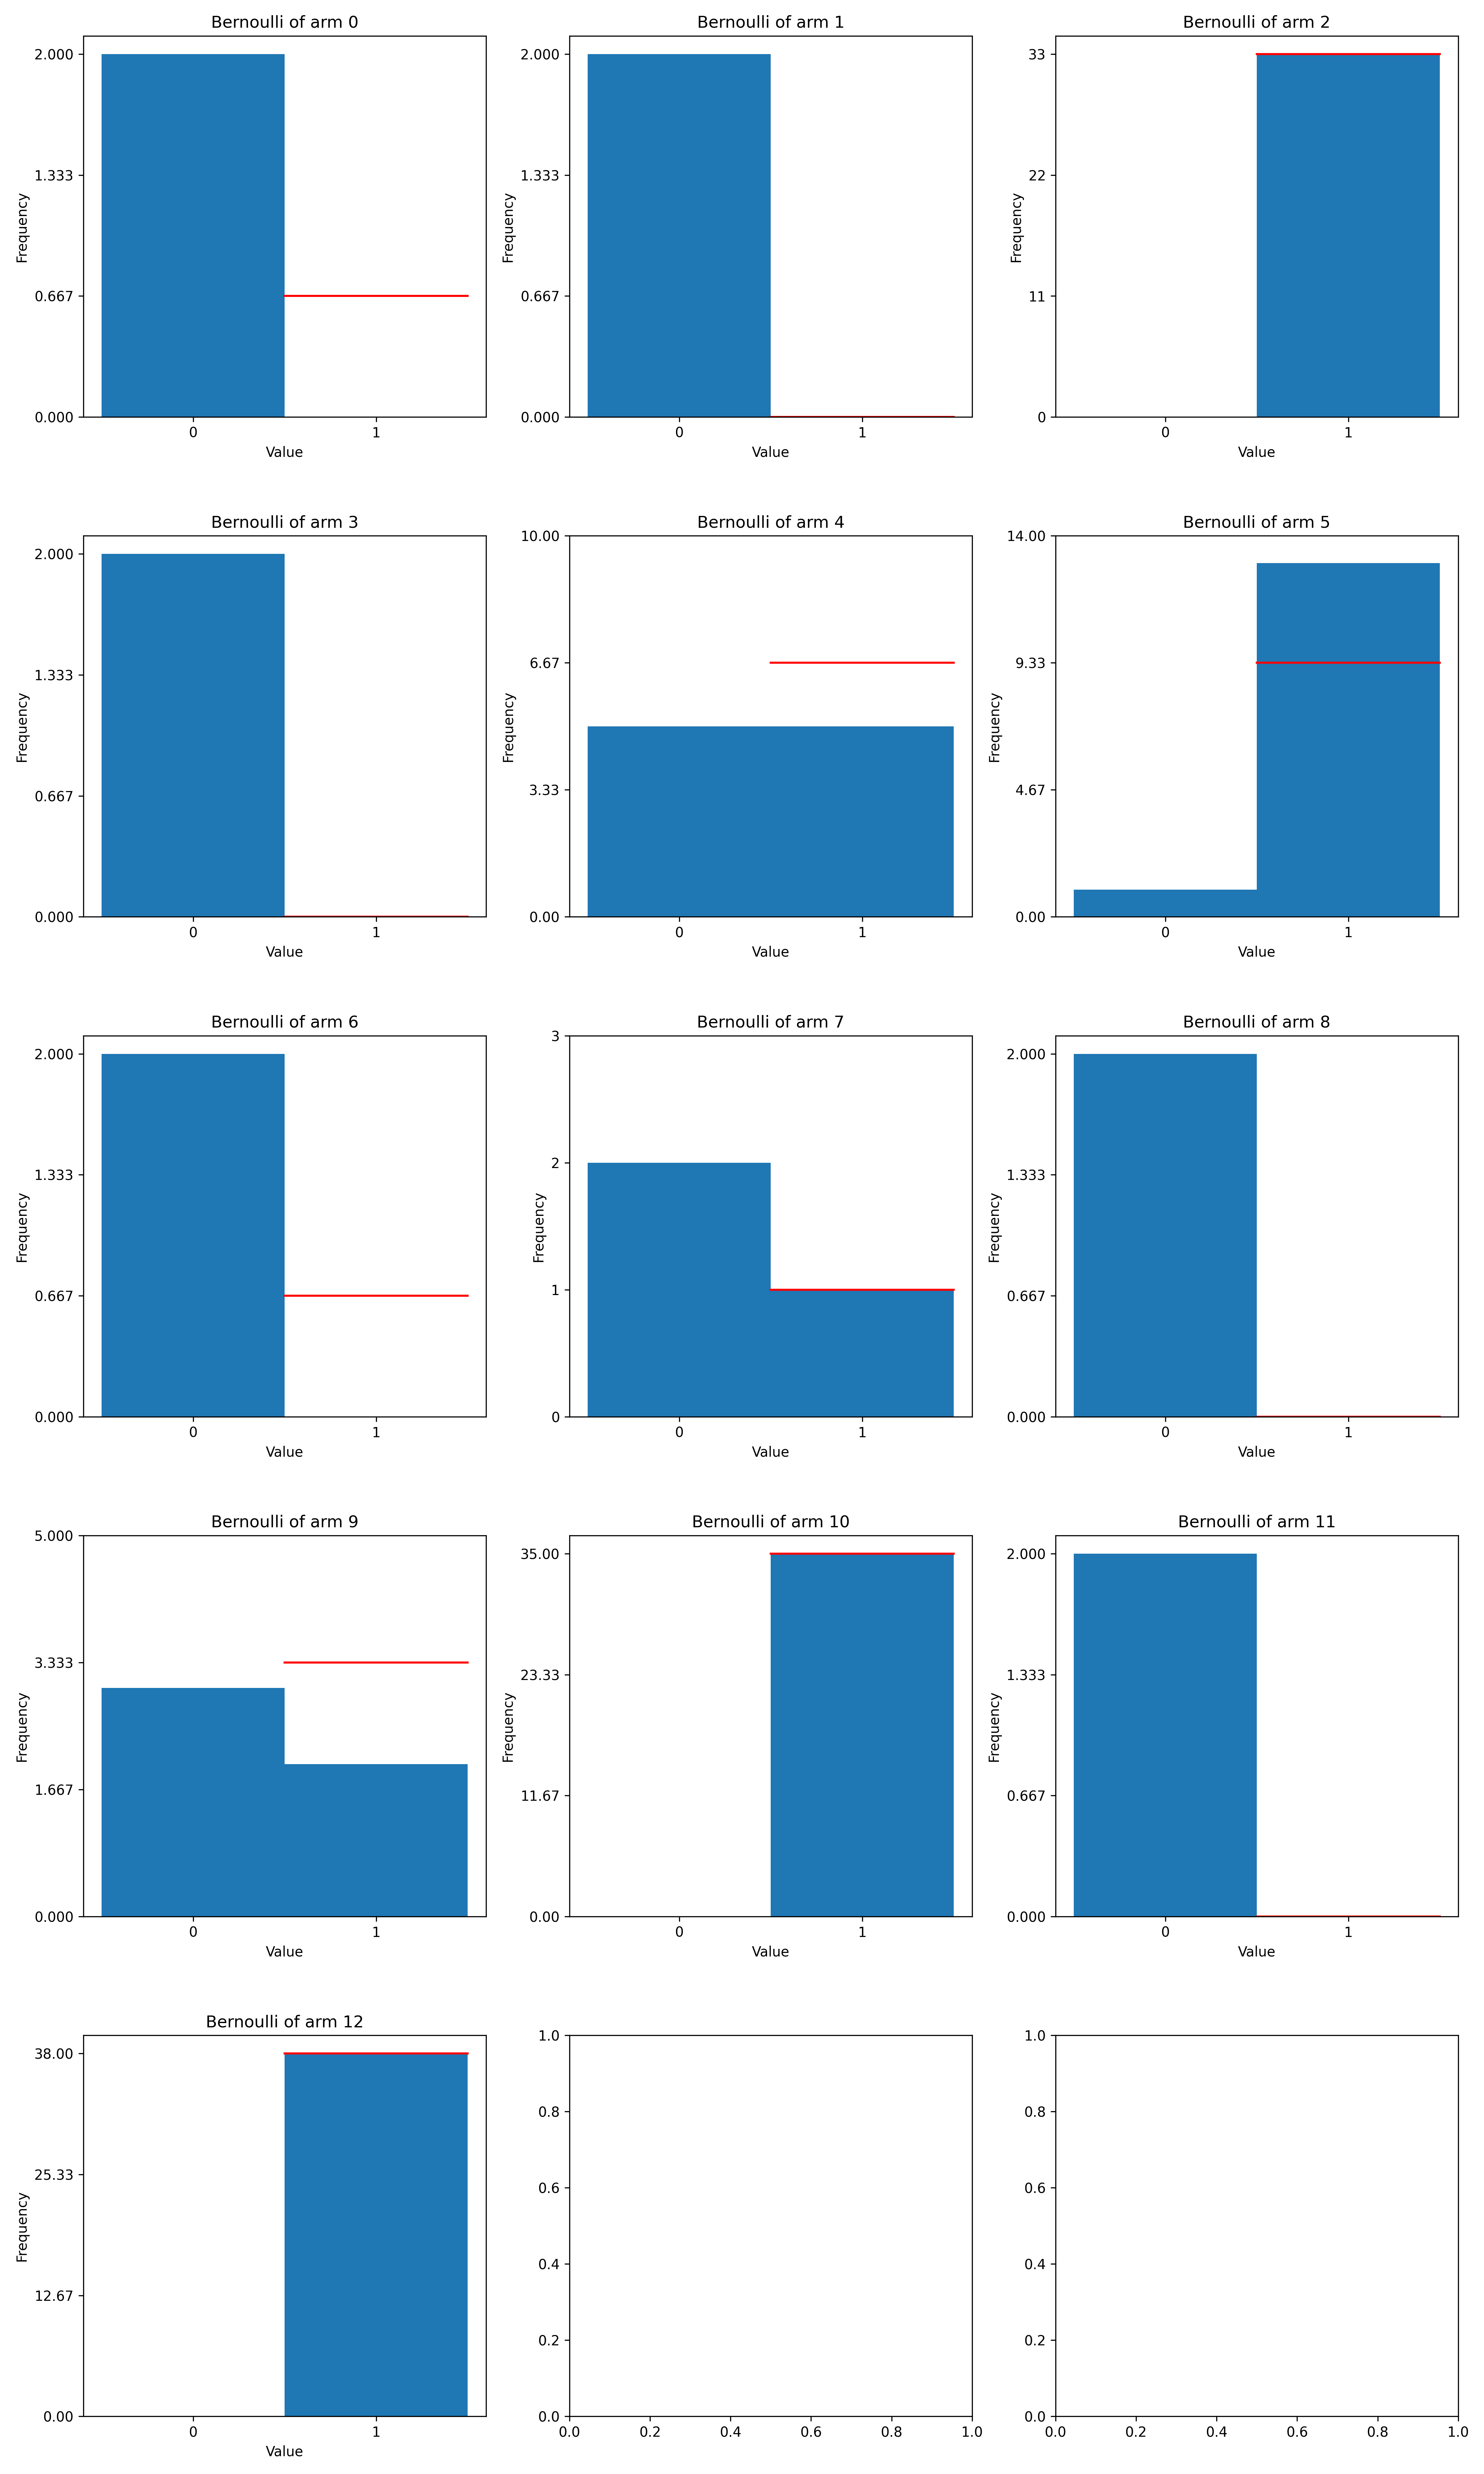 Bernoulli of arm 0
2.000
1.333
0.667
0.000
Frequency
0 1
Value
Bernoulli of arm 1
2.000
1.333
0.667
0.000
Frequency
0 1
Value
Bernoulli of arm 2
33
22
11
0
Frequency
0 1
Value
Bernoulli of arm 3
2.000
1.333
0.667
0.000
Frequency
0 1
Value
Bernoulli of arm 4
10.00
6.67
3.33
0.00
Frequency
0 1
Value
Bernoulli of arm 5
14.00
9.33
4.67
0.00
Frequency
0 1
Value
Bernoulli of arm 6
2.000
1.333
0.667
0.000
Frequency
0 1
Value
Bernoulli of arm 7
3
2
1
0
Frequency
0 1
Value
Bernoulli of arm 8
2.000
1.333
0.667
0.000
Frequency
0 1
Value
Bernoulli of arm 9
5.000
3.333
1.667
0.000
Frequency
0 1
Value
Bernoulli of arm 10
35.00
23.33
11.67
0.00
Frequency
0 1
Value
Bernoulli of arm 11
2.000
1.333
0.667
0.000
Frequency
0 1
Value
Bernoulli of arm 12
38.00
25.33
12.67
0.00
Frequency
0 1
Value
1.0
0.8
0.6
0.4
0.2
0.0
0.0 0.2 0.4 0.6 0.8 1.0
1.0
0.8
0.6
0.4
0.2
0.0
0.0 0.2 0.4 0.6 0.8 1.0